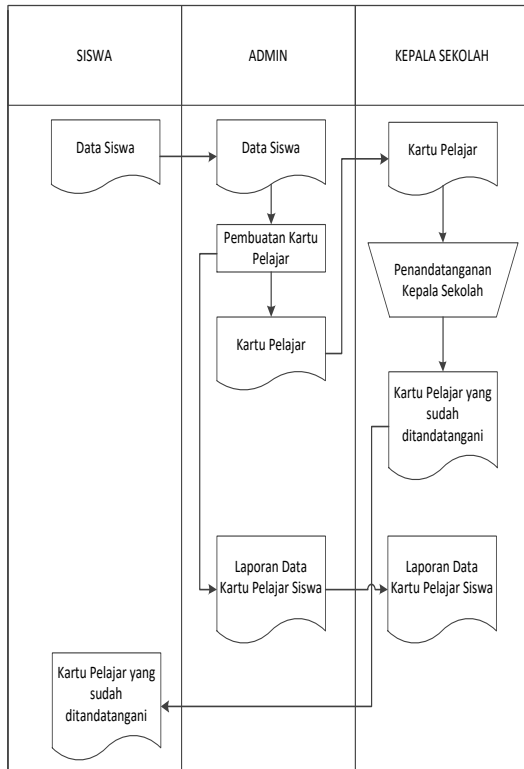 SISWA
ADMIN
KEPALA SEKOLAH
Data Siswa
Data Siswa
Kartu Pelajar
Pembuatan Kartu
Pelajar
Penandatanganan
Kepala Sekolah
Kartu Pelajar
Kartu Pelajar yang
sudah
ditandatangani
Laporan Data
Kartu Pelajar Siswa
Laporan Data
Kartu Pelajar Siswa
Kartu Pelajar yang
sudah
ditandatangani